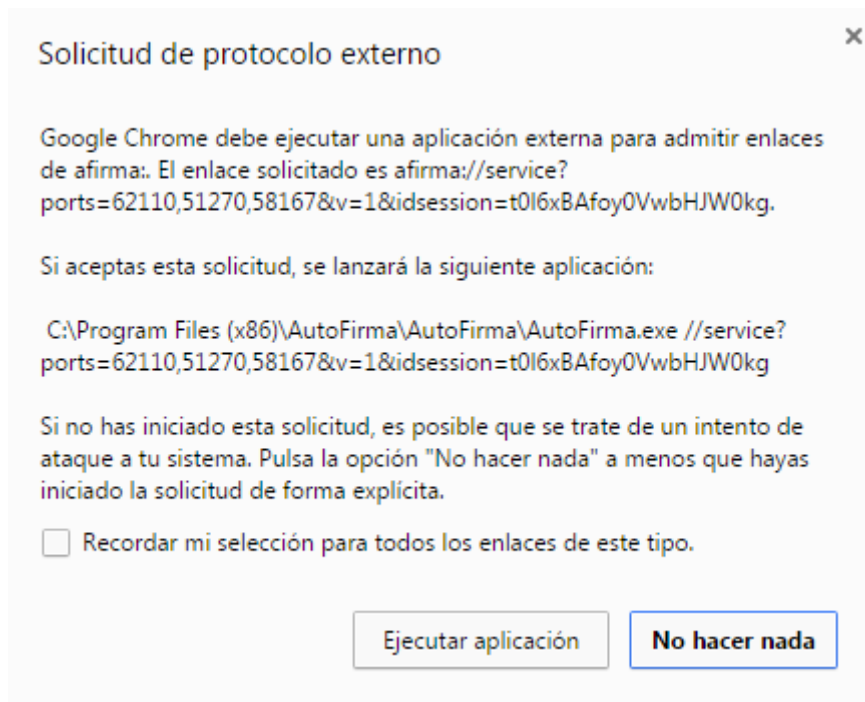 Solicitud de protocolo externo
Google Chrome debe ejecutar una aplicación externa para admitir enlaces
de afirma:. El enlace solicitado es afirma://service?
ports=62110,51270,58167&v=1&idsession=t0I6xBAfoy0VwbHJW0kg.
Si aceptas esta solicitud, se lanzará la siguiente aplicación:
C:\Program Files (x86)\AutoFirma\AutoFirma\AutoFirma.exe //service?
ports=62110,51270,58167&v=1&idsession=t0I6xBAfoy0VwbHJW0kg
Si no has iniciado esta solicitud, es posible que se trate de un intento de
ataque a tu sistema. Pulsa la opción "No hacer nada" a menos que hayas
iniciado la solicitud de forma explícita.
Recordar mi selección para todos los enlaces de este tipo.
Ejecutar aplicación
No hacer nada